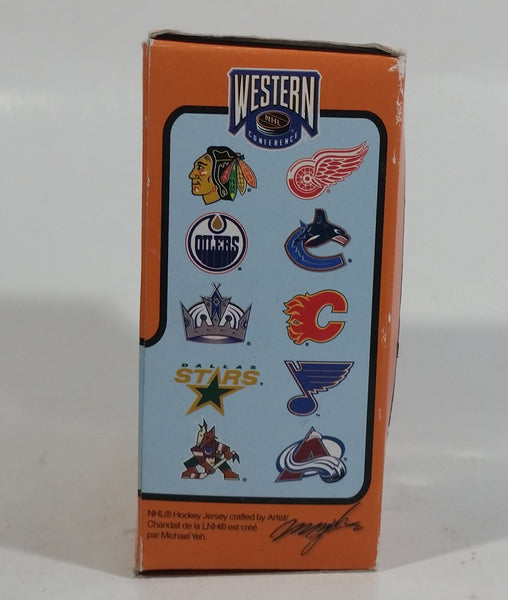 WESTERN
NHL
CONFERENCE
OILERS
DALLAS
STARS
NHL® Hockey Jersey crafted by Artist/
Chandail de la LNH® est créé
par Michael Yeh.